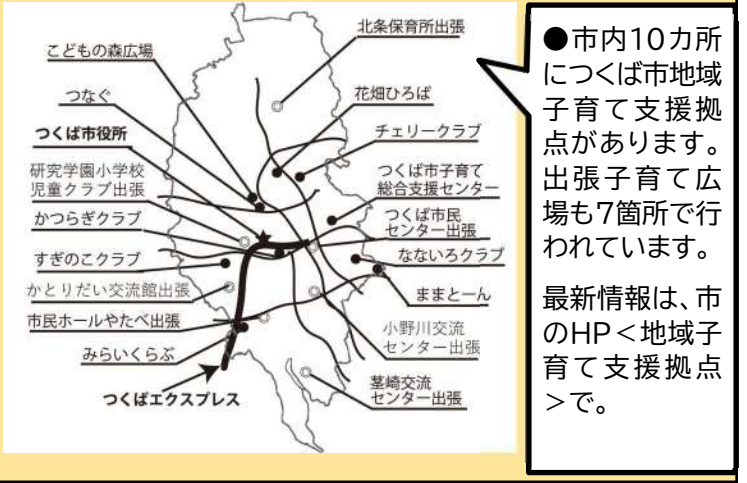 北条保育所出張
こどもの森広場
つなぐ
花畑ひろば
つくば市役所
チェリークラブ
研究学園小学校
児童クラブ出張
つくば市子育て
総合支援センター
かつらぎクラブ
つくば市民
センター出張
すぎのこクラブ
なないろクラブ
かとりだい交流館出張
ままとーん
市民ホールやたべ出張
小野川交流
センター出張
みらいくらぶ
茎崎交流
センター出張
つくばエクスプレス
●市内10カ所
につくば市地域
子育て支援拠
点があります。
出張子育て広
場も7箇所で行
われています。
最新情報は、市
のHP＜地域子
育て支援拠点
＞で。